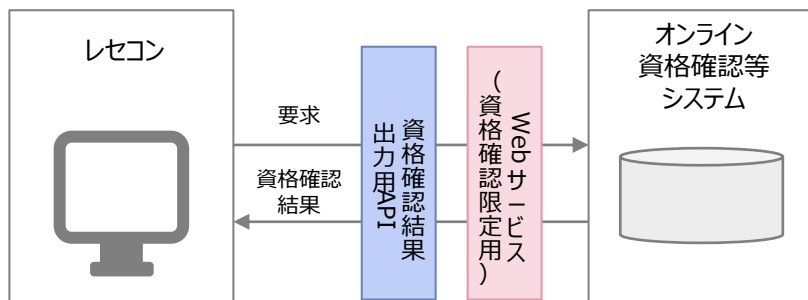 レセコン
要求
資格確認
結果
資格確認結果
出力用API
Webサービス
(資格確認限定用)
オンライン
資格確認等
システム